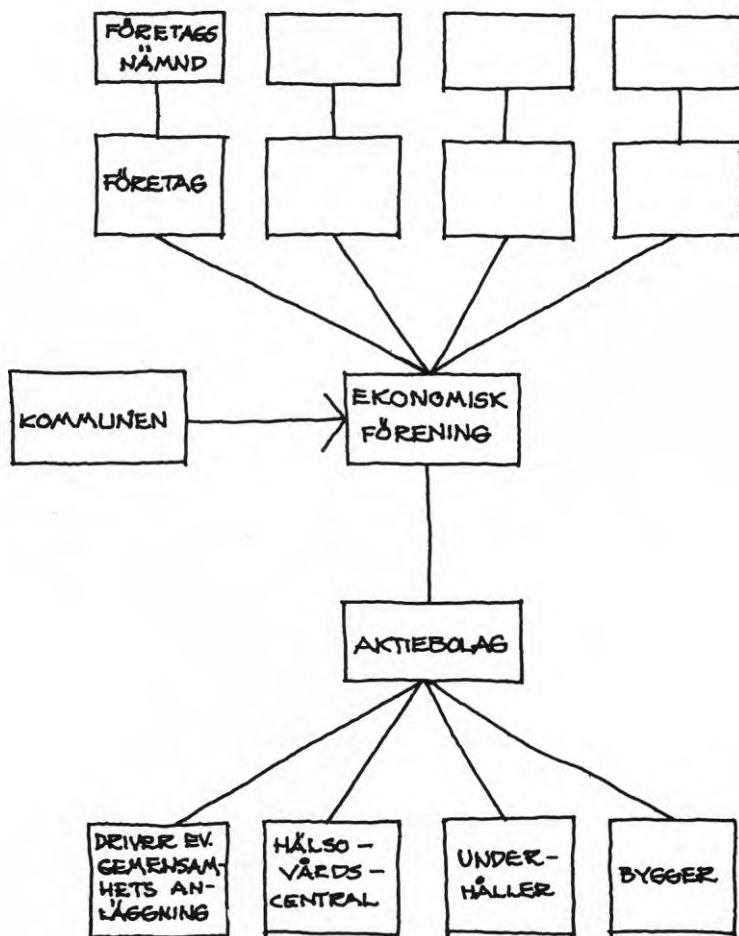 FÖRETAGS
NÄMND
FÖRETAG
KOMMUNEN
EKONOMISK
FÖRENING
AKTIEBOLAG
DRIVER EV.
GEMENSAM-
HETS AN-
LÄGGNING
HÄLSO-
VÅRDS-
CENTRAL
UNDER-
HÅLLER
BYGGER